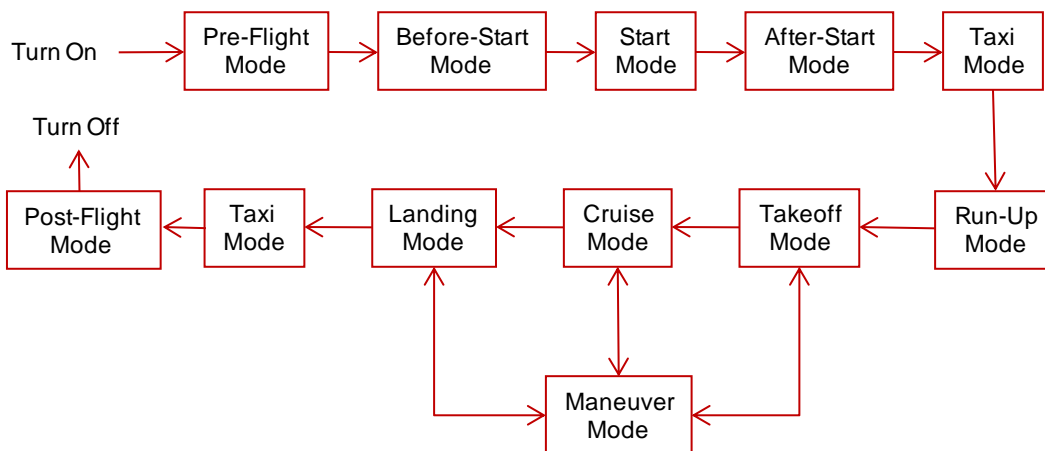 Turn On
Pre-Flight
Mode
Before-Start
Mode
Start
Mode
After-Start
Mode
Taxi
Mode
Turn Off
Post-Flight
Mode
Taxi
Mode
Landing
Mode
Cruise
Mode
Takeoff
Mode
Run-Up
Mode
Maneuver
Mode